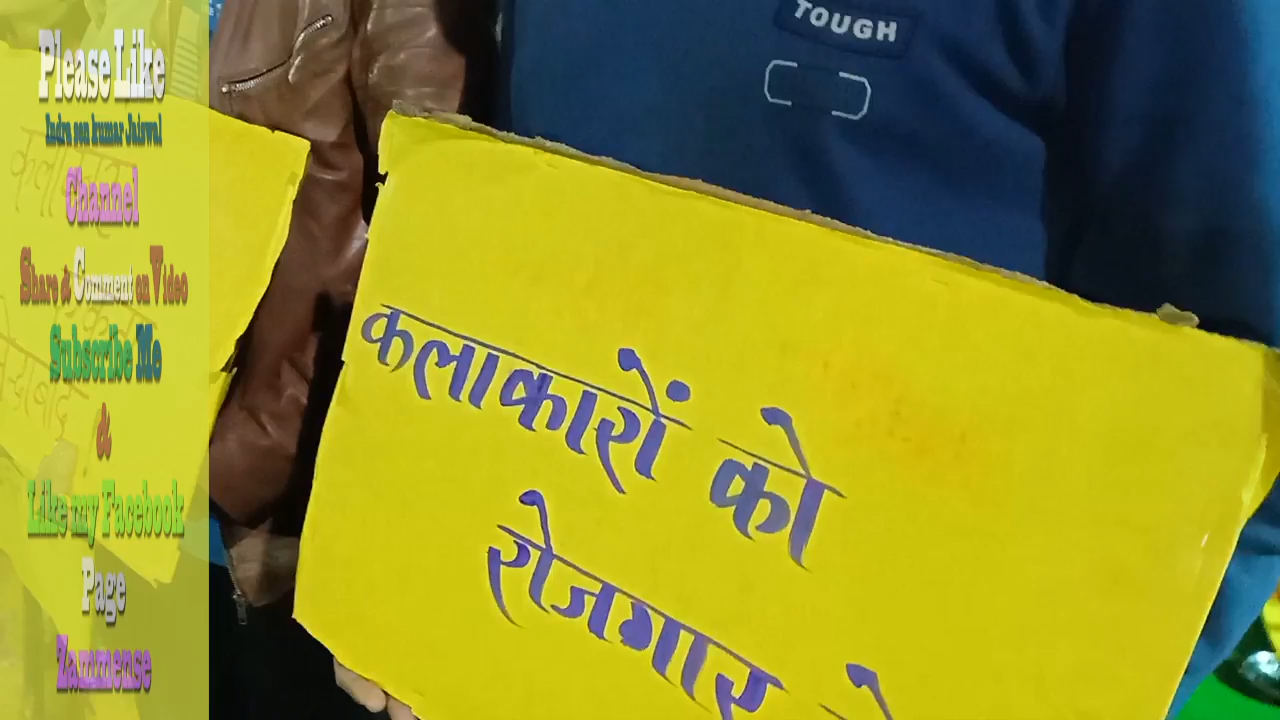 Please Like
Indra sen kumar Jaiswal
Channel
Share & Comment on Video
Subscribe Me
&
Like my Facebook
Page
Zammense
TOUGH
कलाकारों को
रोजगार